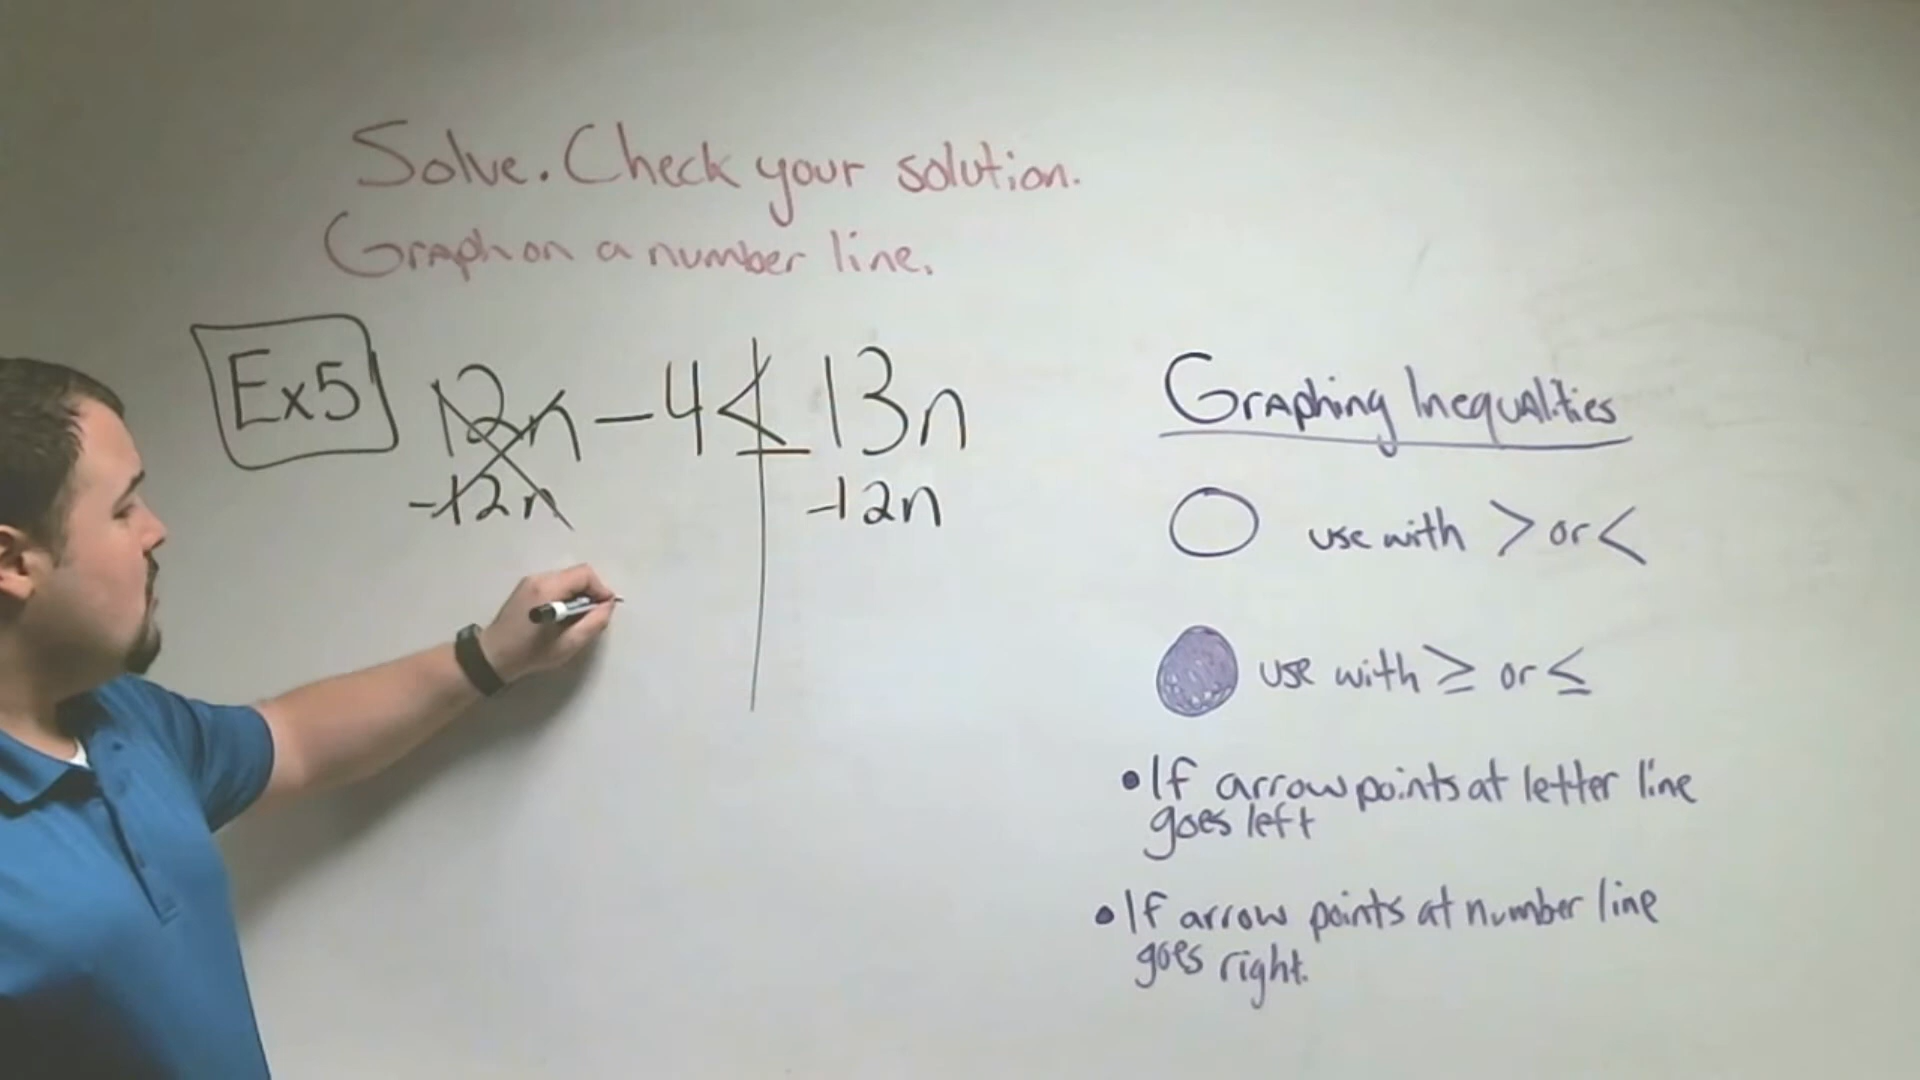 Solve. Check your solution.
Graph on a number line.
Ex5
12n - 4 ≤ 13n
-12n -12n
Graphing Inequalities
use with > or <
use with ≥ or ≤
• If arrow points at letter line
goes left
• If arrow points at number line
goes right.